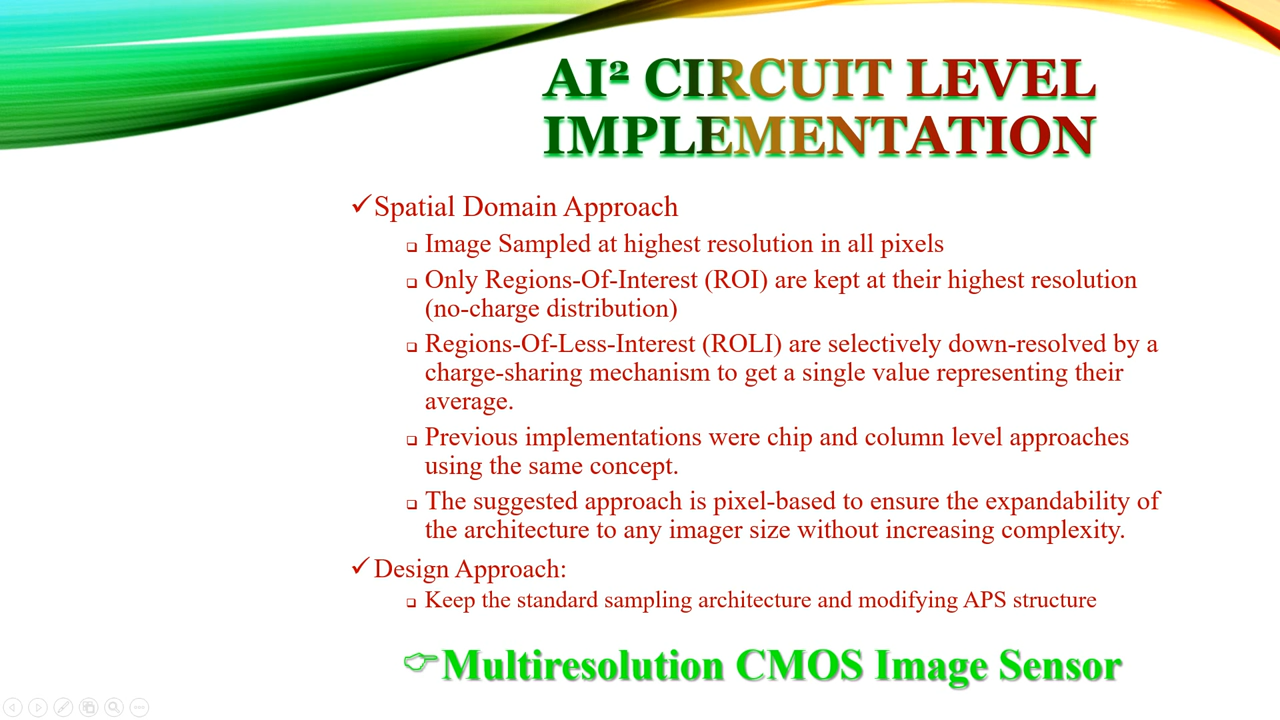 AI² CIRCUIT LEVEL
IMPLEMENTATION
✓Spatial Domain Approach
❑ Image Sampled at highest resolution in all pixels
❑ Only Regions-Of-Interest (ROI) are kept at their highest resolution
(no-charge distribution)
❑ Regions-Of-Less-Interest (ROLI) are selectively down-resolved by a
charge-sharing mechanism to get a single value representing their
average.
❑ Previous implementations were chip and column level approaches
using the same concept.
❑ The suggested approach is pixel-based to ensure the expandability of
the architecture to any imager size without increasing complexity.
✓Design Approach:
❑ Keep the standard sampling architecture and modifying APS structure
☞Multiresolution CMOS Image Sensor